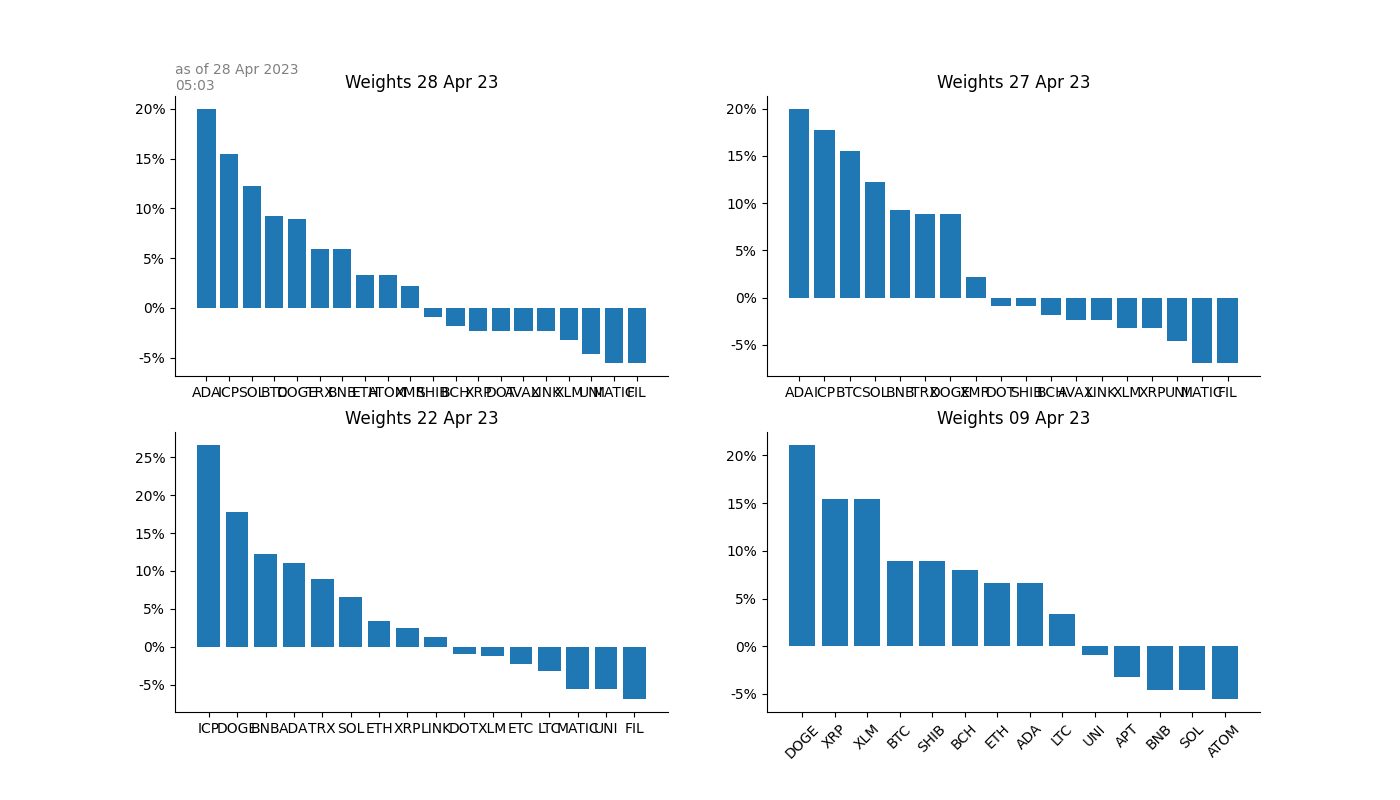 as of 28 Apr 2023
05:03
Weights 28 Apr 23
20%
15%
10%
5%
0%
-5%
ADA ICP SOL BTC DOGE TRX BNB ETH ATOM XMR SHIB BCH XRP DOT AVAX LINK XLM UNI MATIC FIL
Weights 27 Apr 23
20%
15%
10%
5%
0%
-5%
ADA ICP BTC SOL BNB TRX DOGE XMR DOT SHIB BCH AVAX LINK XLM XRP UNI MATIC FIL
Weights 22 Apr 23
25%
20%
15%
10%
5%
0%
-5%
ICP DOGE BNB ADA TRX SOL ETH XRP LINK DOT XLM ETC LTC MATIC UNI FIL
Weights 09 Apr 23
20%
15%
10%
5%
0%
-5%
DOGE XRP XLM BTC SHIB BCH ETH ADA LTC UNI APT BNB SOL ATOM